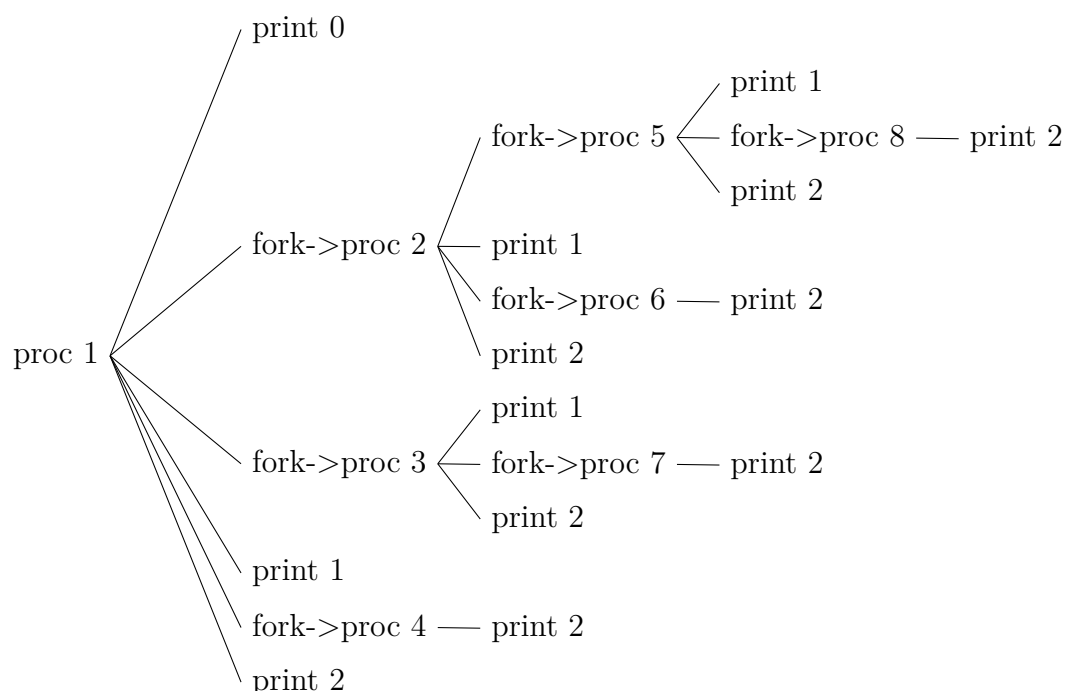 print 0
print 1
fork->proc 5
fork->proc 8
print 2
print 2
fork->proc 2
print 1
fork->proc 6
print 2
proc 1
print 2
print 1
fork->proc 3
fork->proc 7
print 2
print 2
print 1
fork->proc 4
print 2
print 2